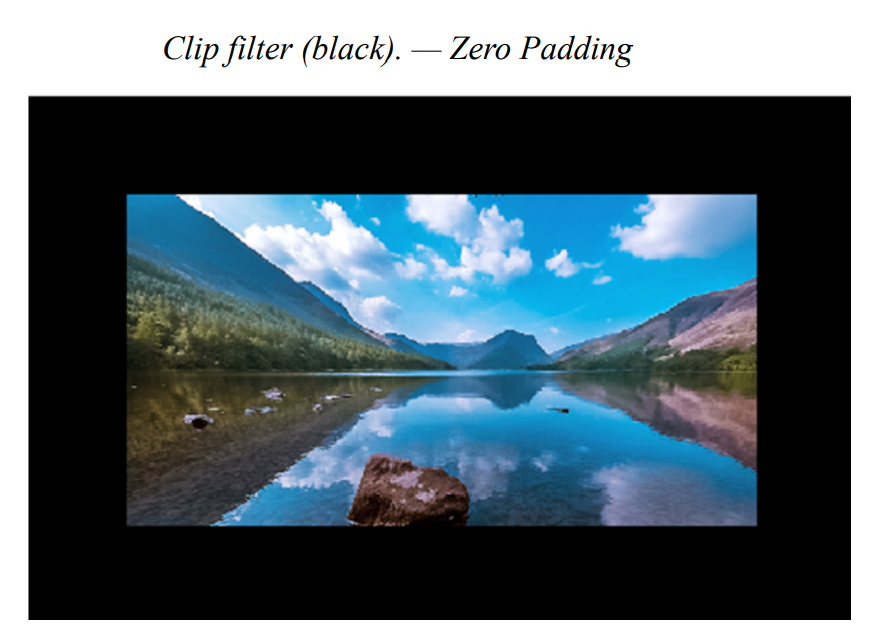 Clip filter (black). — Zero Padding